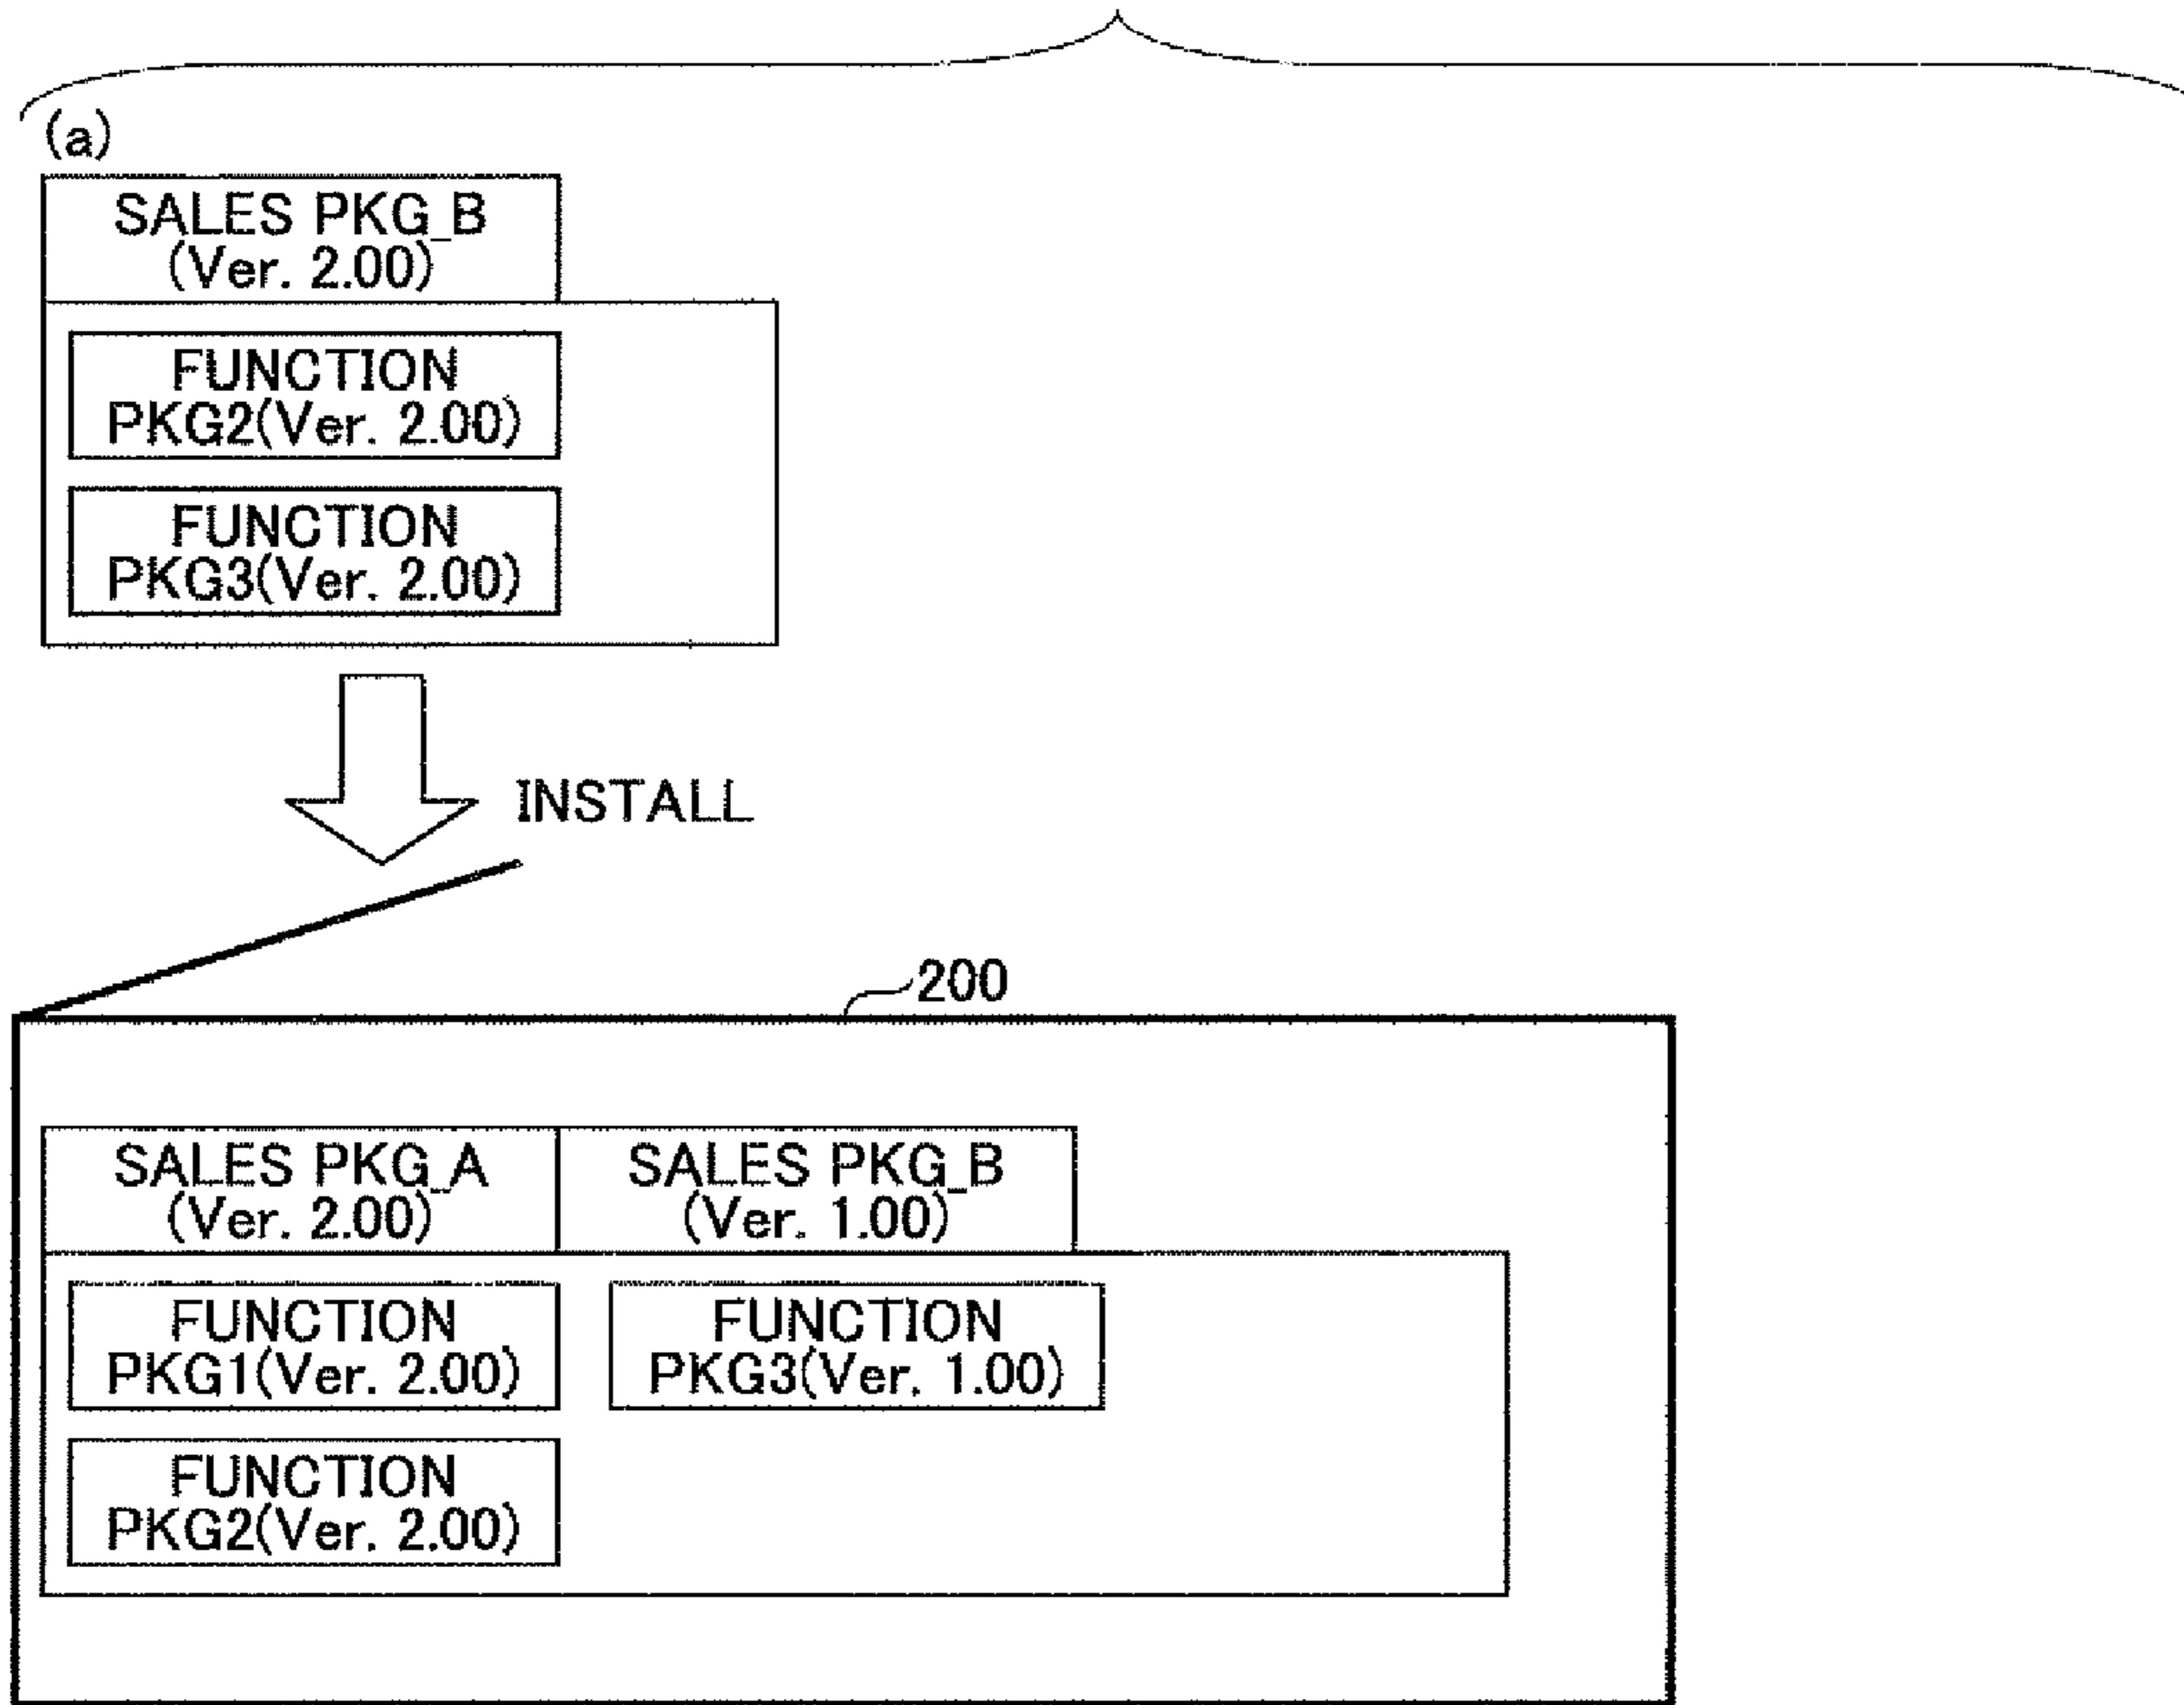 (a)
SALES PKG_B
(Ver. 2.00)
FUNCTION
PKG2(Ver. 2.00)
FUNCTION
PKG3(Ver. 2.00)
INSTALL
200
SALES PKG_A
(Ver. 2.00)
SALES PKG_B
(Ver. 1.00)
FUNCTION
PKG1(Ver. 2.00)
FUNCTION
PKG3(Ver. 1.00)
FUNCTION
PKG2(Ver. 2.00)